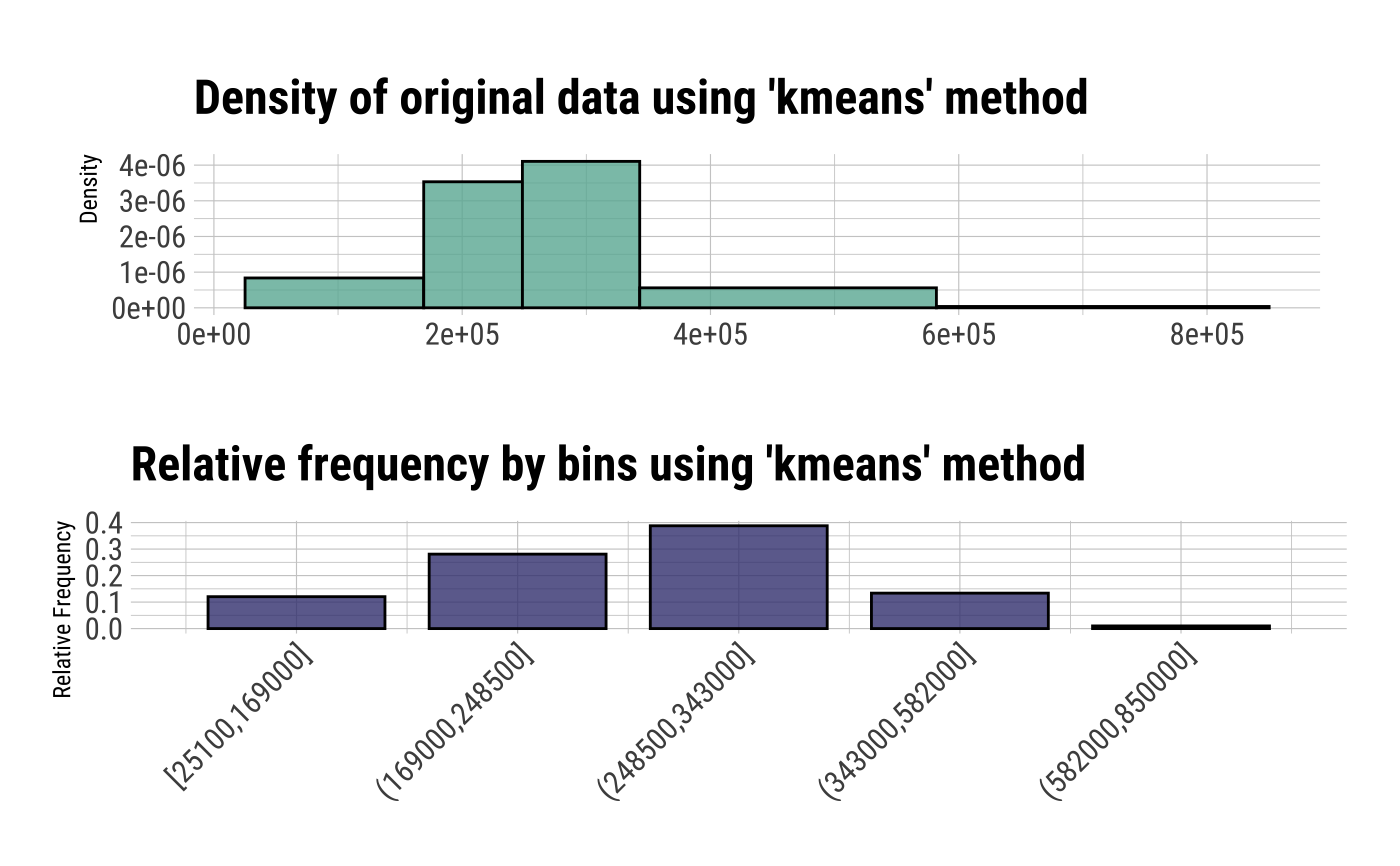 Density of original data using 'kmeans' method
Density
4e-06
3e-06
2e-06
1e-06
0e+00
0e+00 2e+05 4e+05 6e+05 8e+05
Relative frequency by bins using 'kmeans' method
Relative Frequency
0.4
0.3
0.2
0.1
0.0
[25100,169000]
(169000,248500]
(248500,343000]
(343000,582000]
(582000,850000]